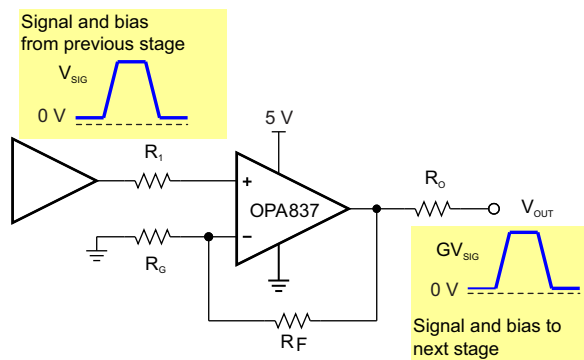 Signal and bias
from previous stage
V_SIG
0 V
5 V
R_1
+
OPA837
R_O
V_OUT
−
R_G
GV_SIG
0 V
R_F
Signal and bias to
next stage